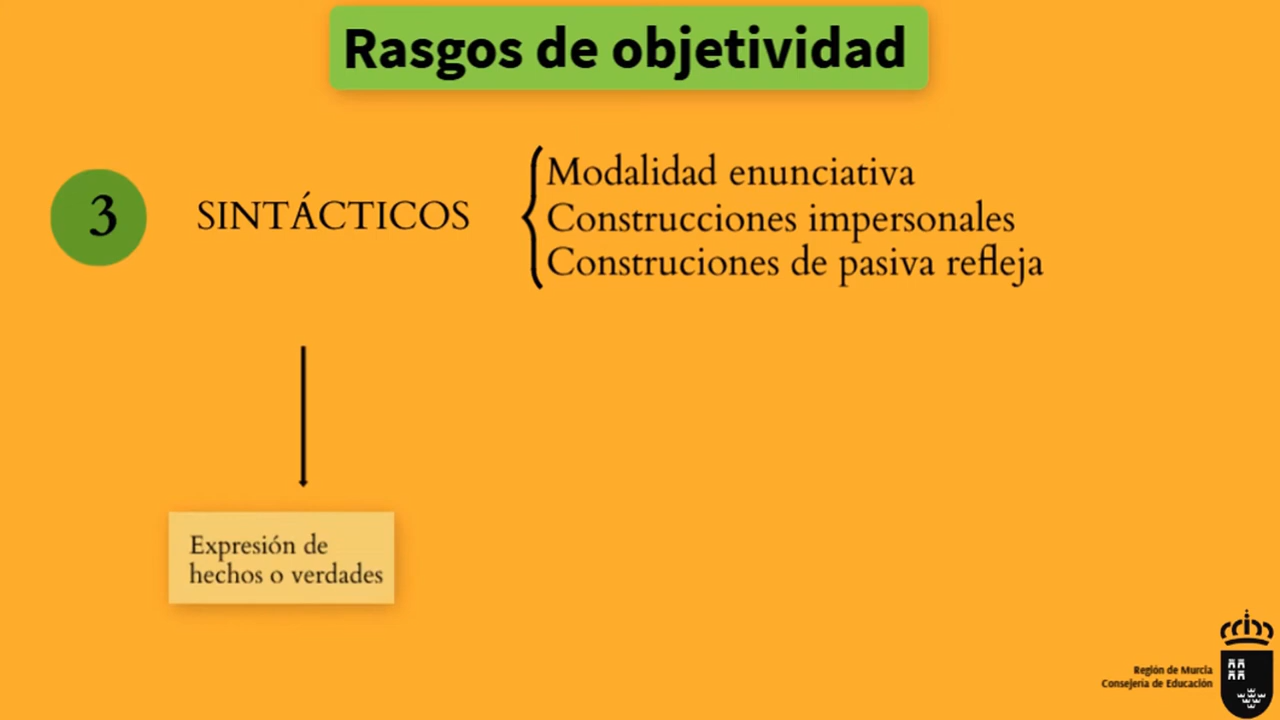 Rasgos de objetividad
3
SINTÁCTICOS
Modalidad enunciativa
Construcciones impersonales
Construciones de pasiva refleja
Expresión de
hechos o verdades
Región de Murcia
Consejería de Educación